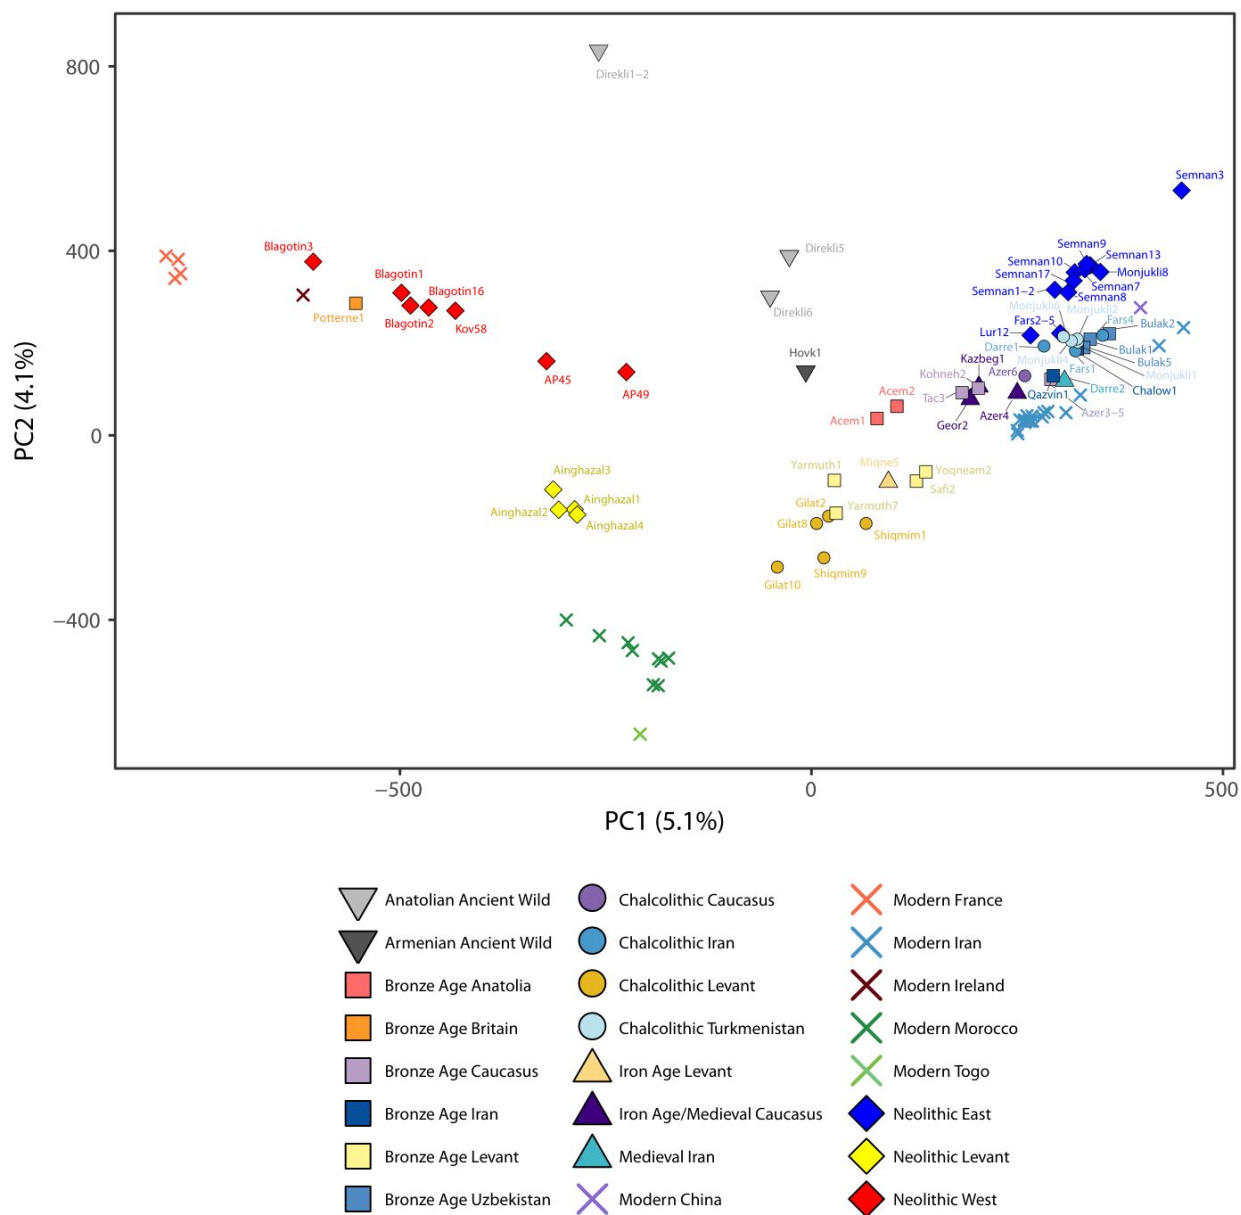 800
Direkli1−2
Semnan3
400
Blagotin3
Direkli5
Semnan9
Semnan13
Semnan10
Blagotin1
Semnan17
Monjukli8
Semnan7
Blagotin16
Semnan1−2
Semnan8
Potterne1
Blagotin2
Kov58
Direkli6
Monjukli6
Monjukli2
Fars2−5
Fars4
Bulak2
Lur12
Darre1
Bulak1
Hovk1
Kazbeg1
Monjukli4
Bulak5
AP45
AP49
Kohneh2
Azer6
Fars1
Monjukli1
Acem2
Tac3
Qazvin1
Darre2
Chalow1
Acem1
Geor2
Azer4
Azer3−5
0
PC2 (4.1%)
Ainghazal3
Yarmuth1
Miqne5
Yoqneam2
Ainghazal1
Safi2
Ainghazal2
Ainghazal4
Gilat2
Yarmuth7
Gilat8
Shiqmim1
Shiqmim9
Gilat10
−400
−500
0
500
PC1 (5.1%)
Anatolian Ancient Wild
Armenian Ancient Wild
Bronze Age Anatolia
Bronze Age Britain
Bronze Age Caucasus
Bronze Age Iran
Bronze Age Levant
Bronze Age Uzbekistan
Chalcolithic Caucasus
Chalcolithic Iran
Chalcolithic Levant
Chalcolithic Turkmenistan
Iron Age Levant
Iron Age/Medieval Caucasus
Medieval Iran
Modern China
Modern France
Modern Iran
Modern Ireland
Modern Morocco
Modern Togo
Neolithic East
Neolithic Levant
Neolithic West